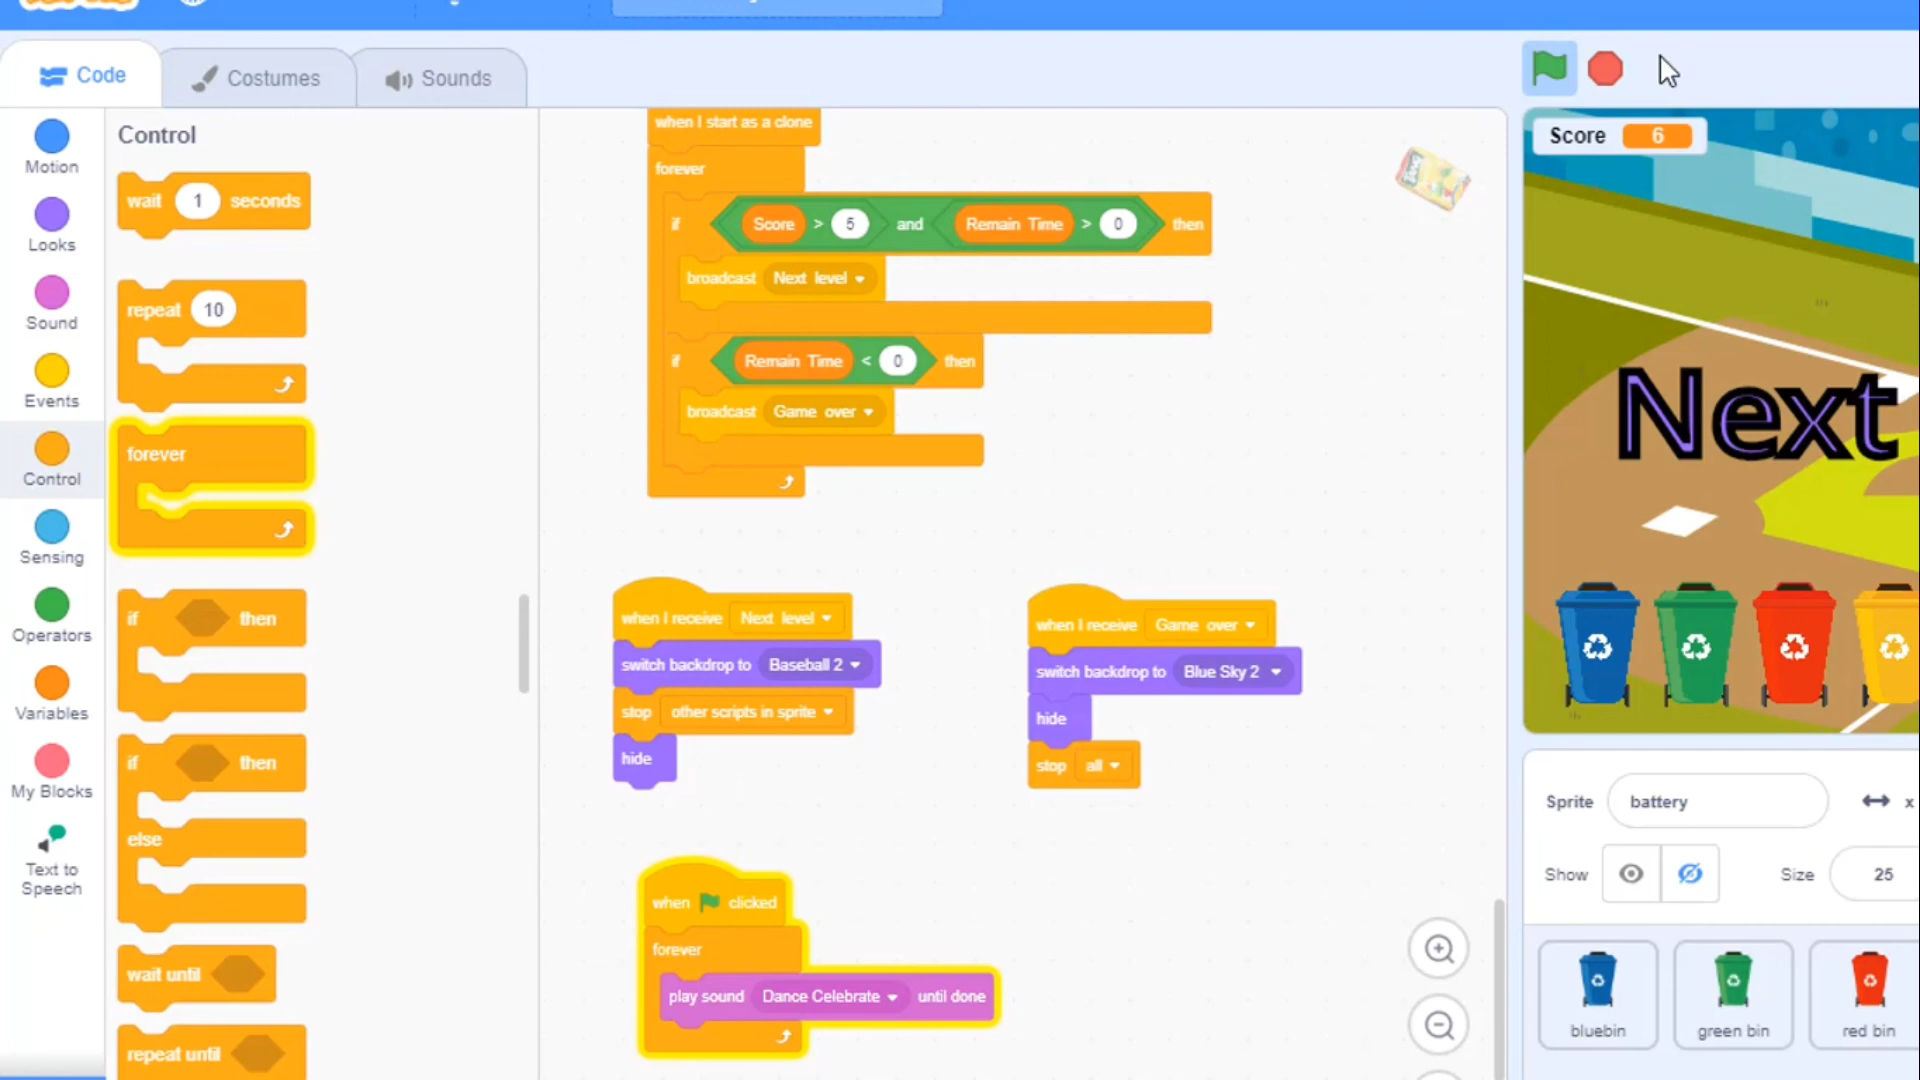 Code
Costumes
Sounds
Motion
Looks
Sound
Events
Control
Sensing
Operators
Variables
My Blocks
Text to
Speech
Control
wait 1 seconds
repeat 10
forever
if then
if then
else
wait until
repeat until
when I start as a clone
forever
if Score > 5 and Remain Time > 0 then
broadcast Next level
if Remain Time < 0 then
broadcast Game over
when I receive Next level
switch backdrop to Baseball 2
stop other scripts in sprite
hide
when I receive Game over
switch backdrop to Blue Sky 2
hide
stop all
when clicked
forever
play sound Dance Celebrate until done
Score 6
Next
Sprite battery x
Show Size 25
bluebin
green bin
red bin